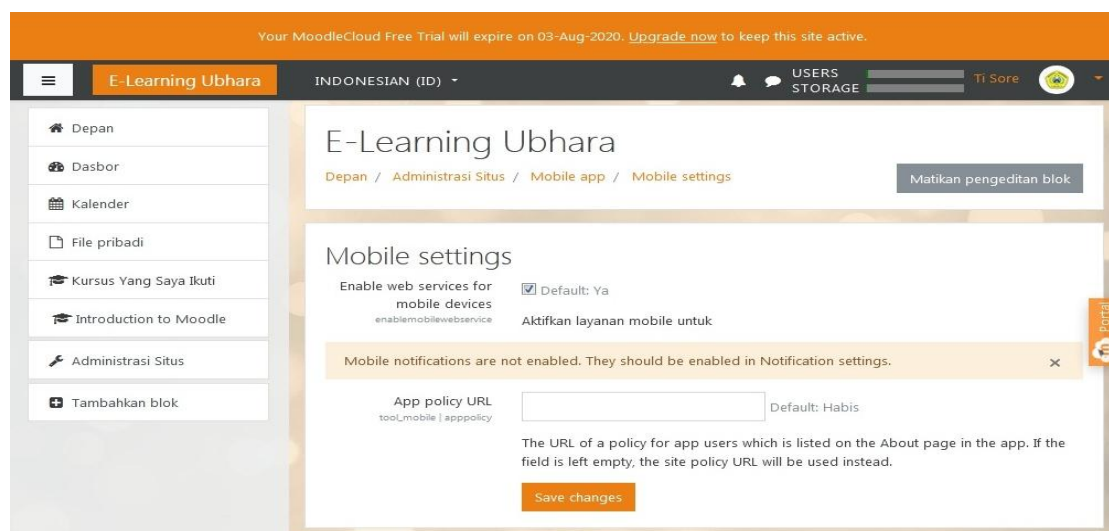 Your MoodleCloud Free Trial will expire on 03-Aug-2020. Upgrade now to keep this site active.
E-Learning Ubhara
INDONESIAN (ID)
USERS
STORAGE
Ti Sore
Depan
Dasbor
Kalender
File pribadi
Kursus Yang Saya Ikuti
Introduction to Moodle
Administrasi Situs
Tambahkan blok
E-Learning Ubhara
Depan / Administrasi Situs / Mobile app / Mobile settings
Matikan pengeditan blok
Mobile settings
Enable web services for
mobile devices
enablemobilewebservice
Default: Ya
Aktifkan layanan mobile untuk
Mobile notifications are not enabled. They should be enabled in Notification settings.
App policy URL
tool_mobile | apppolicy
Default: Habis
The URL of a policy for app users which is listed on the About page in the app. If the
field is left empty, the site policy URL will be used instead.
Save changes
Portal